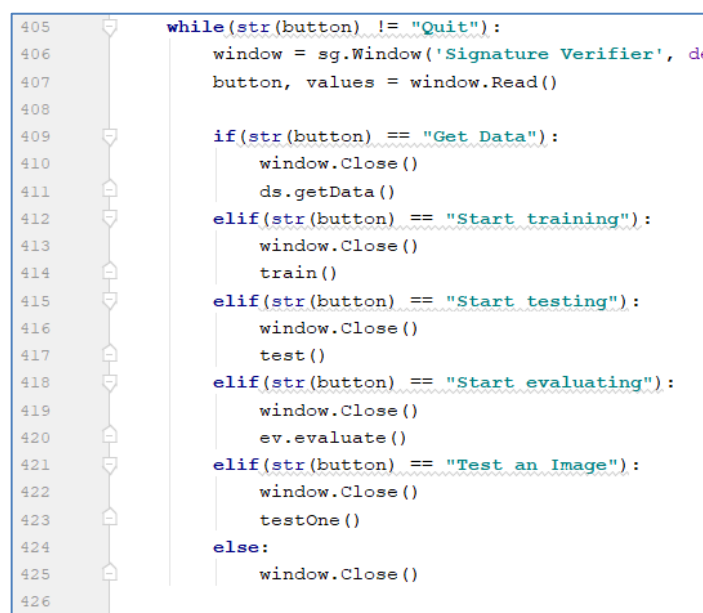 405 while(str(button) != "Quit"):
406 window = sg.Window('Signature Verifier', de
407 button, values = window.Read()
408
409 if(str(button) == "Get Data"):
410 window.Close()
411 ds.getData()
412 elif(str(button) == "Start training"):
413 window.Close()
414 train()
415 elif(str(button) == "Start testing"):
416 window.Close()
417 test()
418 elif(str(button) == "Start evaluating"):
419 window.Close()
420 ev.evaluate()
421 elif(str(button) == "Test an Image"):
422 window.Close()
423 testOne()
424 else:
425 window.Close()
426